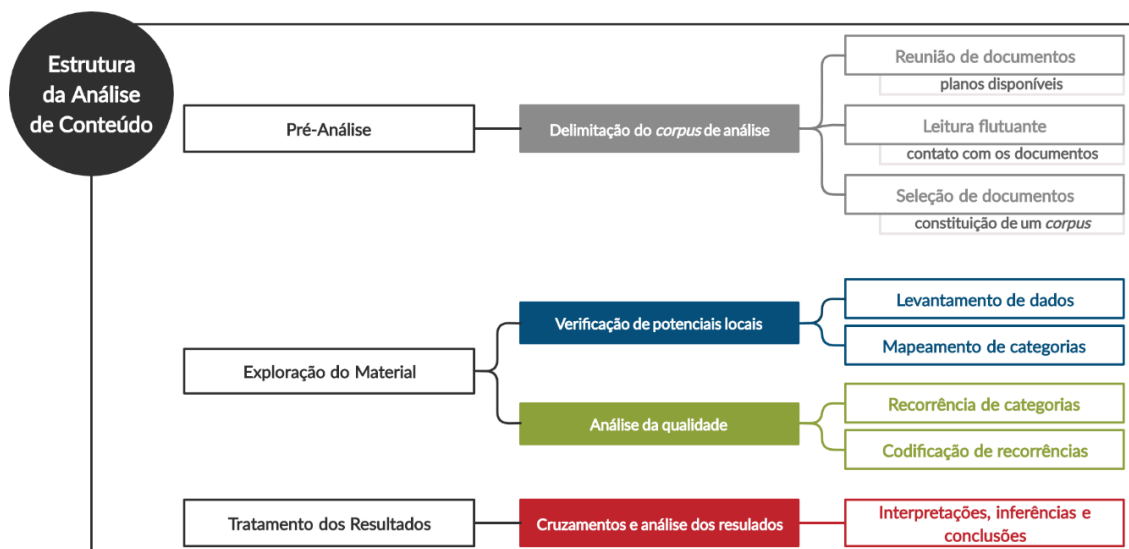 Estrutura
da Análise
de Conteúdo
Pré-Análise
Delimitação do corpus de análise
Reunião de documentos
planos disponíveis
Leitura flutuante
contato com os documentos
Seleção de documentos
constituição de um corpus
Exploração do Material
Verificação de potenciais locais
Levantamento de dados
Mapeamento de categorias
Análise da qualidade
Recorrência de categorias
Codificação de recorrências
Tratamento dos Resultados
Cruzamentos e análise dos resulados
Interpretações, inferências e
conclusões